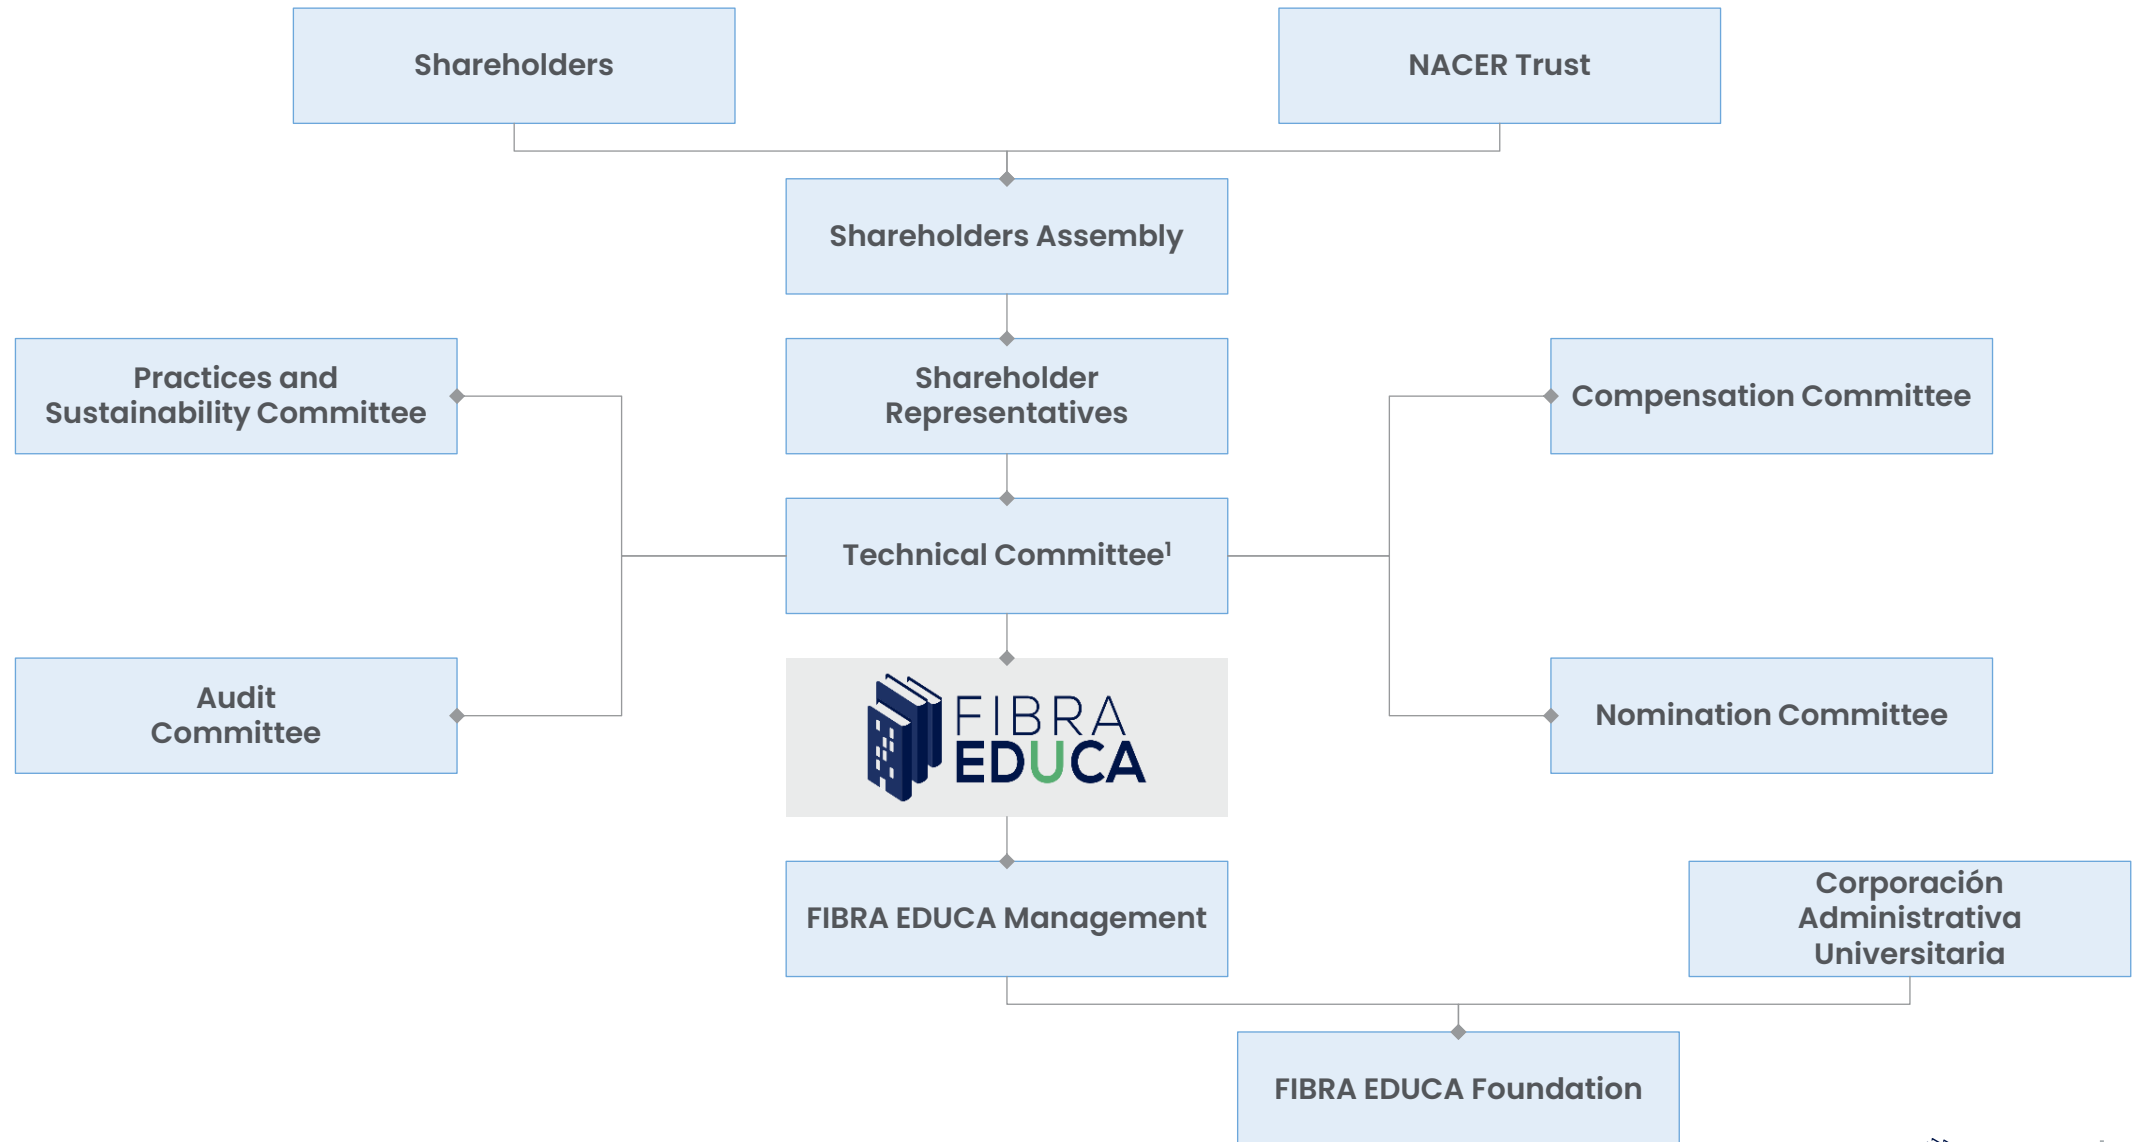 Shareholders
NACER Trust
Shareholders Assembly
Practices and
Sustainability Committee
Shareholder
Representatives
Compensation Committee
Technical Committee¹
Audit
Committee
FIBRA
EDUCA
Nomination Committee
FIBRA EDUCA Management
Corporación
Administrativa
Universitaria
FIBRA EDUCA Foundation